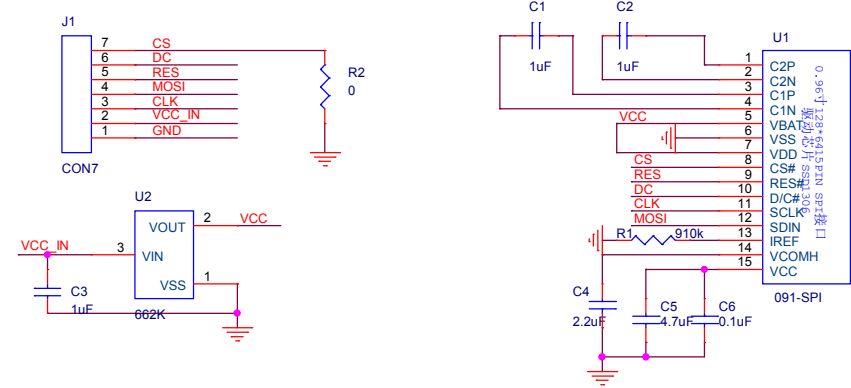 J1
7 CS
6 DC
5 RES
4 MOSI
3 CLK
2 VCC_IN
1 GND
CON7
R2
0
U2
VOUT 2 VCC
VCC_IN 3 VIN
VSS 1
C3
1uF
662K
C1
1uF
C2
1uF
U1
1 C2P
2 C2N
3 C1P
4 C1N
VCC 5 VBAT
6 VSS
7 VDD
CS 8 CS#
RES 9 RES#
DC 10 D/C#
CLK 11 SCLK
MOSI 12 SDIN
R1 910k 13 IREF
14 VCOMH
15 VCC
0.96寸128*6415PIN SPI接口
驱动芯片SSD1306
091-SPI
C4
2.2uF
C5
4.7uF
C6
0.1uF